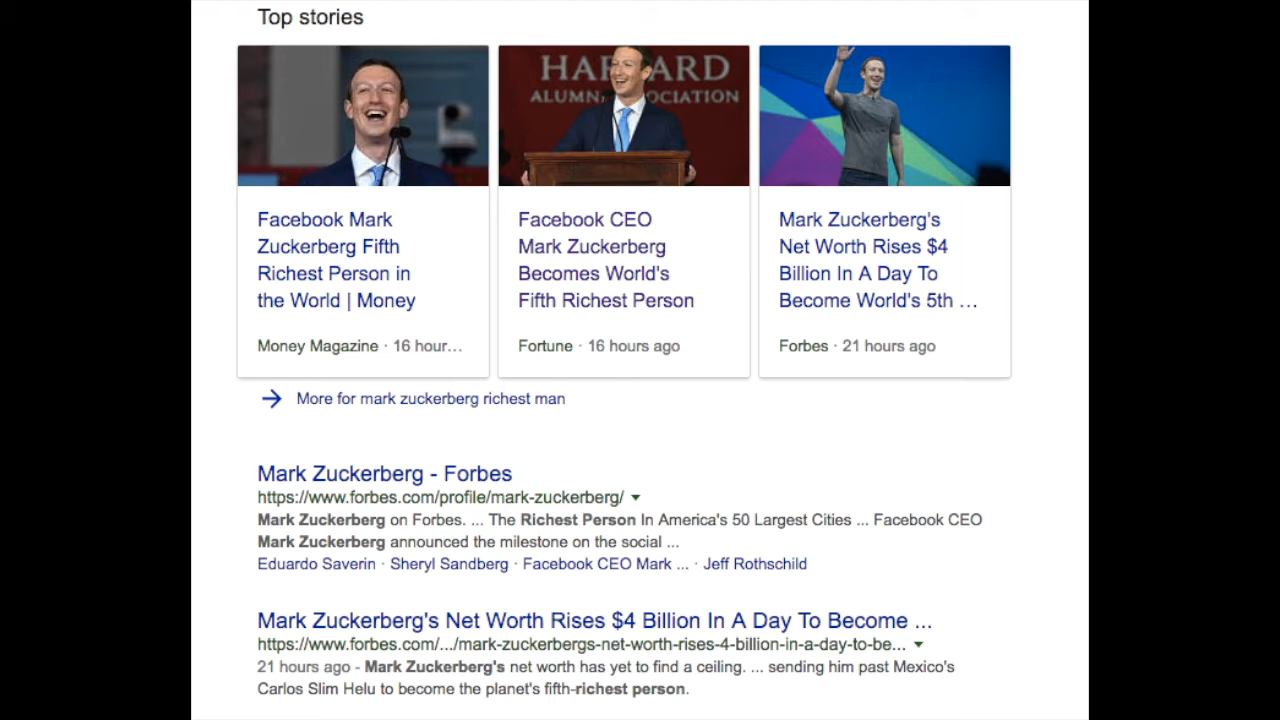 Top stories
HARVARD
ALUMNI ASSOCIATION
Facebook Mark
Zuckerberg Fifth
Richest Person in
the World | Money
Money Magazine · 16 hour...
Facebook CEO
Mark Zuckerberg
Becomes World's
Fifth Richest Person
Fortune · 16 hours ago
Mark Zuckerberg's
Net Worth Rises $4
Billion In A Day To
Become World's 5th ...
Forbes · 21 hours ago
More for mark zuckerberg richest man
Mark Zuckerberg - Forbes
https://www.forbes.com/profile/mark-zuckerberg/
Mark Zuckerberg on Forbes. ... The Richest Person In America's 50 Largest Cities ... Facebook CEO
Mark Zuckerberg announced the milestone on the social ...
Eduardo Saverin · Sheryl Sandberg · Facebook CEO Mark ... · Jeff Rothschild
Mark Zuckerberg's Net Worth Rises $4 Billion In A Day To Become ...
https://www.forbes.com/.../mark-zuckerbergs-net-worth-rises-4-billion-in-a-day-to-be...
21 hours ago - Mark Zuckerberg's net worth has yet to find a ceiling. ... sending him past Mexico's
Carlos Slim Helu to become the planet's fifth-richest person.